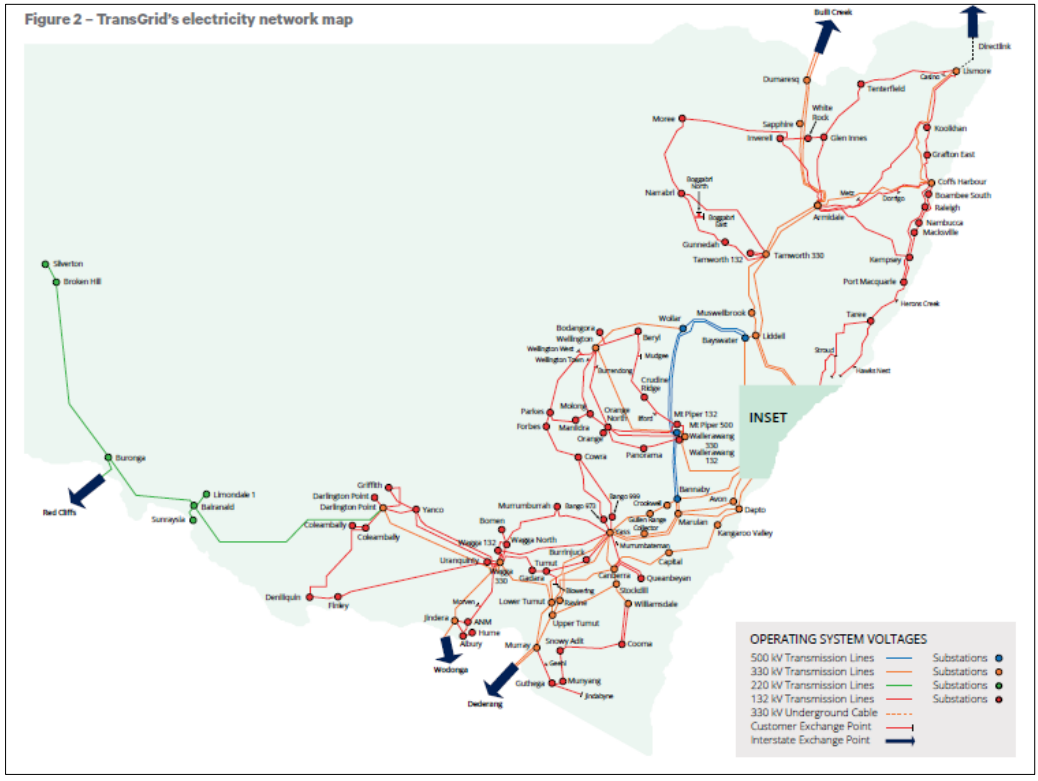 Figure 2 – TransGrid's electricity network map
Bulli Creek
Directlink
Dumaresq
Casino
Lismore
Tenterfield
White
Rock
Moree
Sapphire
Inverell
Glen Innes
Koolkhan
Grafton East
Boggabri
North
Narrabri
Metz
Dorrigo
Coffs Harbour
Boambee South
Raleigh
Armidale
Boggabri
East
Nambucca
Macksville
Gunnedah
Tamworth 132
Tamworth 330
Kempsey
Silverton
Broken Hill
Port Macquarie
Herons Creek
Muswellbrook
Taree
Wollar
Bodangora
Wellington
Beryl
Bayswater
Liddell
Wellington West
Wellington Town
Mudgee
Stroud
Hawks Nest
Burrendong
Crudine
Ridge
Parkes
Molong
Orange
North
Ilford
Mt Piper 132
INSET
Forbes
Manildra
Mt Piper 500
Orange
Wallerawang
330
Panorama
Wallerawang
132
Buronga
Cowra
Griffith
Bannaby
Red Cliffs
Limondale 1
Darlington Point
Bango 999
Avon
Balranald
Darlington Point
Yanco
Murrumburrah
Bango 973
Crookwell
Dapto
Sunraysia
Bomen
Gullen Range
Marulan
Coleambally
Collector
Kangaroo Valley
Coleambally
Wagga 132
Wagga North
Yass
Murrumbateman
Uranquinty
Wagga
330
Tumut
Burrinjuck
Capital
Gadara
Canberra
Queanbeyan
Deniliquin
Finley
Blowering
Stockdill
Morven
Lower Tumut
Ravine
Williamsdale
Jindera
ANM
Upper Tumut
Hume
Albury
Murray
Snowy Adit
Cooma
Wodonga
Geehi
Guthega
Munyang
Jindabyne
Dederang
OPERATING SYSTEM VOLTAGES
500 kV Transmission Lines Substations
330 kV Transmission Lines Substations
220 kV Transmission Lines Substations
132 kV Transmission Lines Substations
330 kV Underground Cable
Customer Exchange Point
Interstate Exchange Point